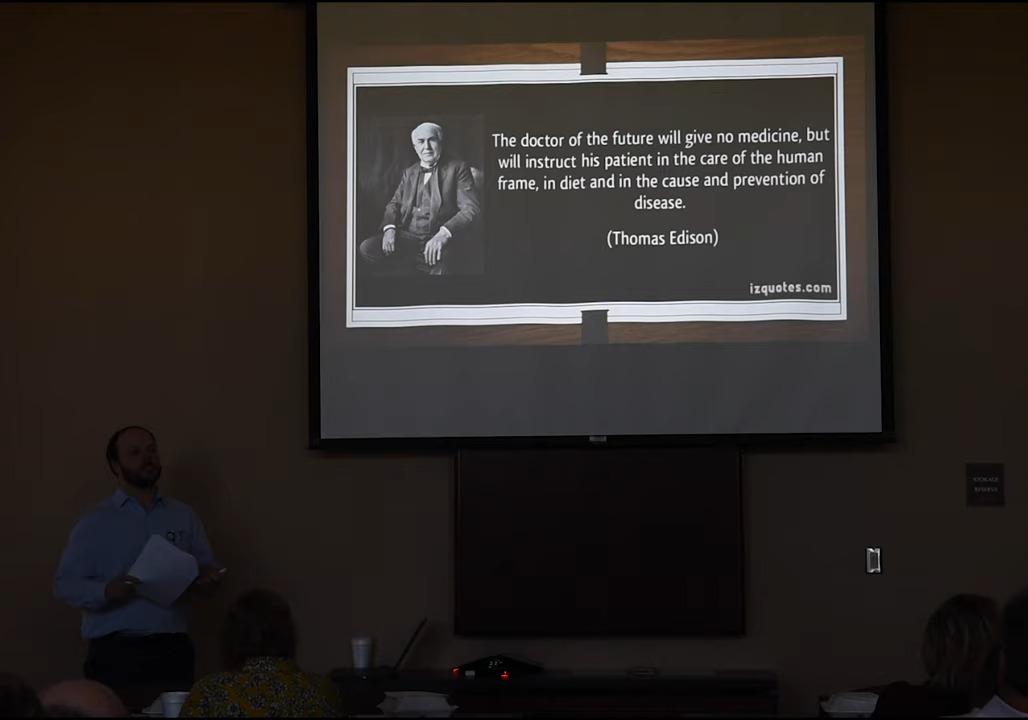 The doctor of the future will give no medicine, but
will instruct his patient in the care of the human
frame, in diet and in the cause and prevention of
disease.
(Thomas Edison)
izquotes.com
STORAGE